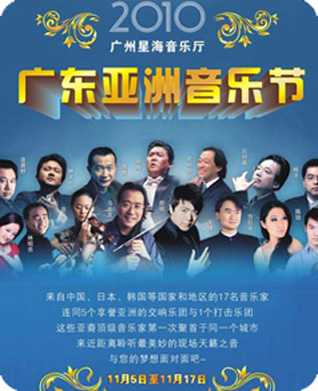 2010
广州星海音乐厅
广东亚洲音乐节
来自中国、日本、韩国等国家和地区的17名音乐家
连同5个享誉亚洲的交响乐团与1个打击乐团
这些亚裔顶级音乐家第一次聚首于同一个城市
来近距离聆听最美妙的现场天籁之音
与您的梦想面对面吧~
11月5日至11月17日